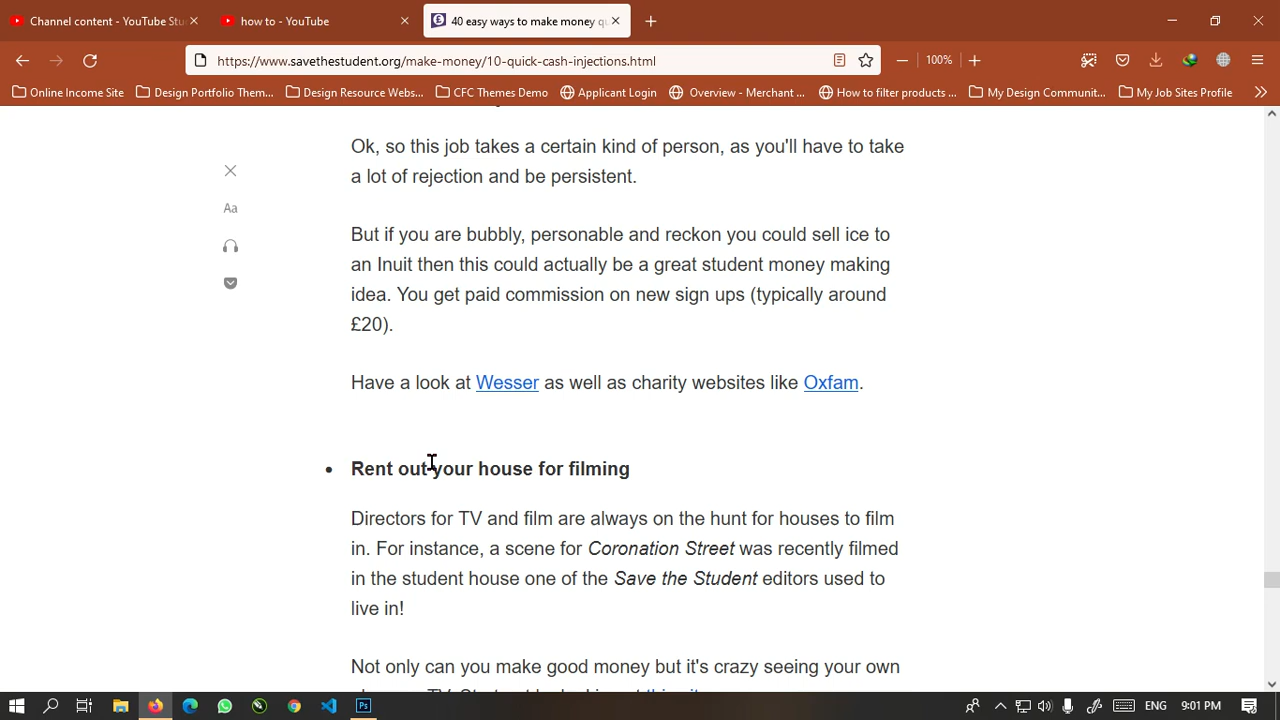 Channel content - YouTube Stu
how to - YouTube
40 easy ways to make money qu
https://www.savethestudent.org/make-money/10-quick-cash-injections.html
100%
Online Income Site
Design Portfolio Them...
Design Resource Webs...
CFC Themes Demo
Applicant Login
Overview - Merchant ...
How to filter products ...
My Design Communit...
My Job Sites Profile
Ok, so this job takes a certain kind of person, as you'll have to take
a lot of rejection and be persistent.
Aa
But if you are bubbly, personable and reckon you could sell ice to
an Inuit then this could actually be a great student money making
idea. You get paid commission on new sign ups (typically around
£20).
Have a look at Wesser as well as charity websites like Oxfam.
• Rent out your house for filming
Directors for TV and film are always on the hunt for houses to film
in. For instance, a scene for Coronation Street was recently filmed
in the student house one of the Save the Student editors used to
live in!
Not only can you make good money but it's crazy seeing your own
Ps
ENG
9:01 PM